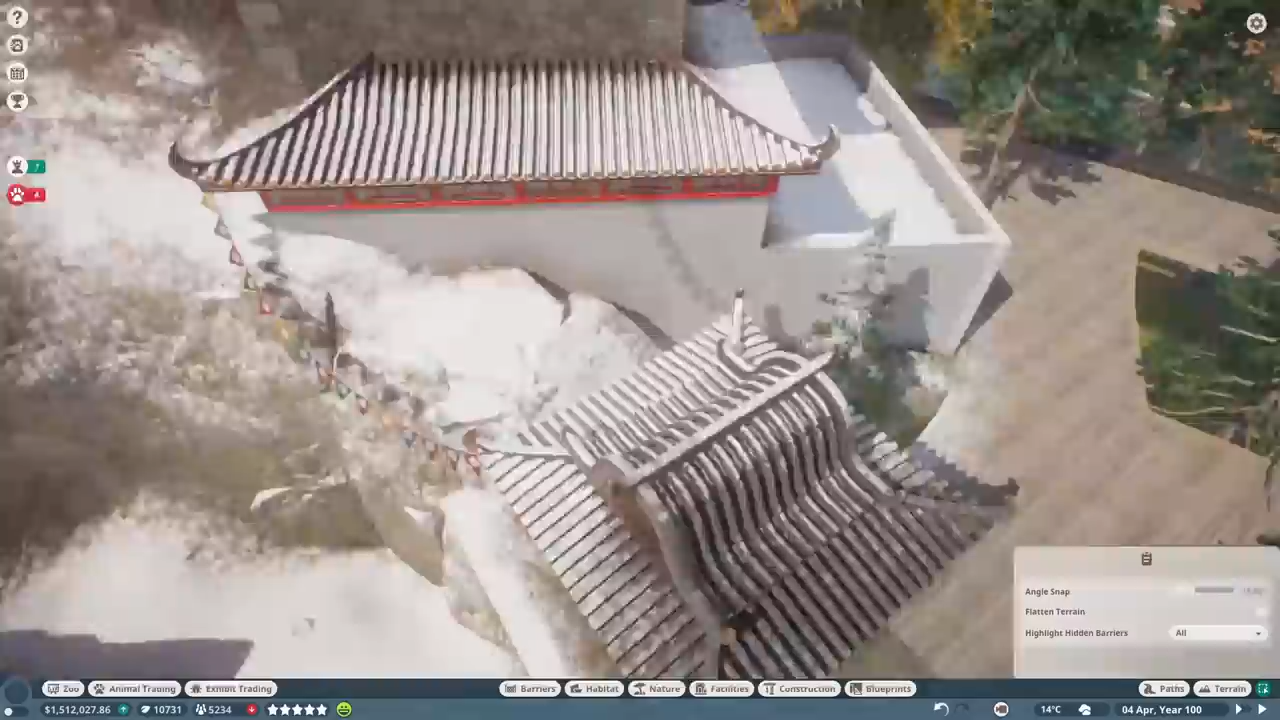 ?
Angle Snap
Flatten Terrain
Highlight Hidden Barriers All
Zoo Animal Trading Exhibit Trading Barriers Habitat Nature Facilities Construction Blueprints Paths Terrain
$1,512,027.86 10731 5234 14°C 04 Apr, Year 100